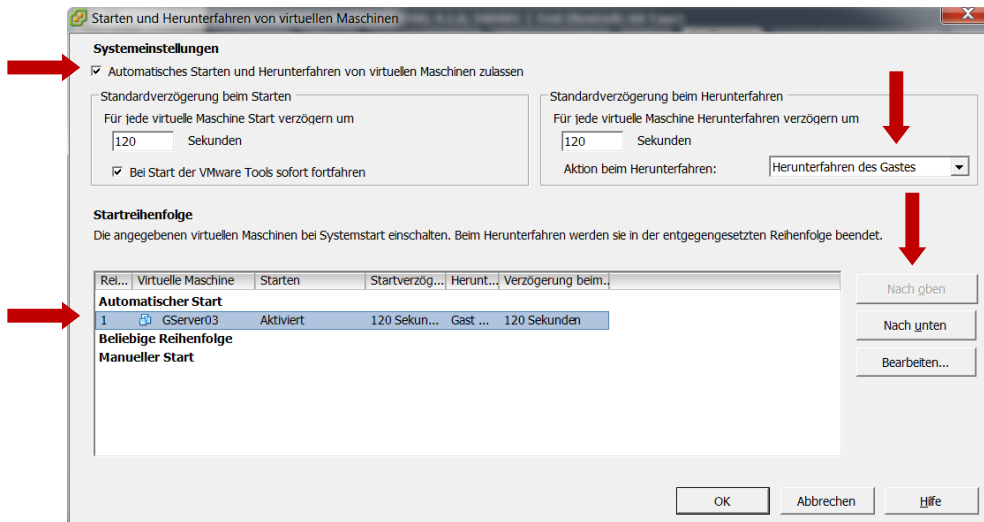 Starten und Herunterfahren von virtuellen Maschinen
Systemeinstellungen
Automatisches Starten und Herunterfahren von virtuellen Maschinen zulassen
Standardverzögerung beim Starten
Für jede virtuelle Maschine Start verzögern um
120 Sekunden
Bei Start der VMware Tools sofort fortfahren
Standardverzögerung beim Herunterfahren
Für jede virtuelle Maschine Herunterfahren verzögern um
120 Sekunden
Aktion beim Herunterfahren: Herunterfahren des Gastes
Startreihenfolge
Die angegebenen virtuellen Maschinen bei Systemstart einschalten. Beim Herunterfahren werden sie in der entgegengesetzten Reihenfolge beendet.
Rei... Virtuelle Maschine Starten Startverzög... Herunt... Verzögerung beim..
Automatischer Start
1 GServer03 Aktiviert 120 Sekun... Gast ... 120 Sekunden
Beliebige Reihenfolge
Manueller Start
Nach oben
Nach unten
Bearbeiten...
OK Abbrechen Hilfe